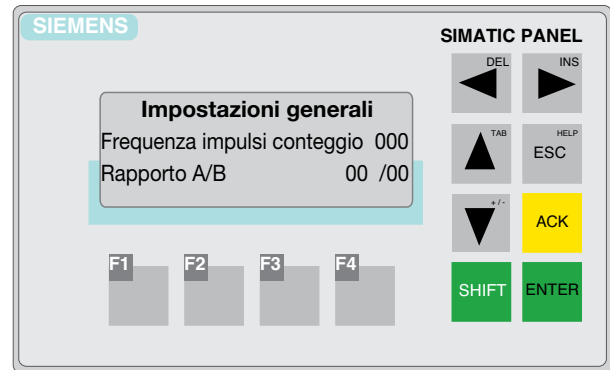 SIEMENS
SIMATIC PANEL
DEL
INS
Impostazioni generali
Frequenza impulsi conteggio 000
Rapporto A/B 00 /00
TAB
HELP
ESC
+ / -
ACK
F1 F2 F3 F4
SHIFT
ENTER